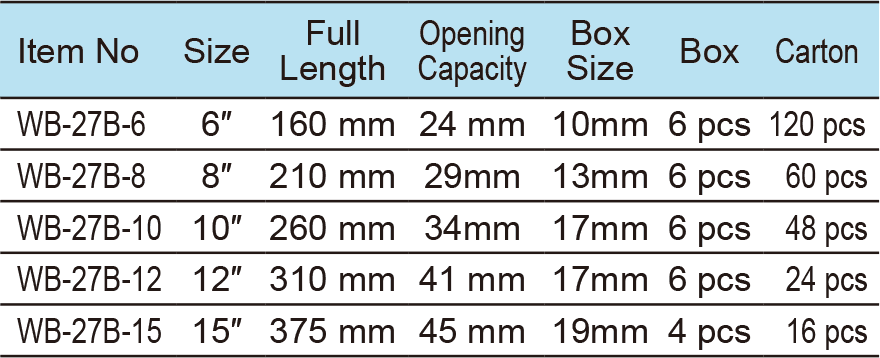 Item No Size Full Length Opening Capacity Box Size Box Carton
WB-27B-6 6″ 160 mm 24 mm 10mm 6 pcs 120 pcs
WB-27B-8 8″ 210 mm 29mm 13mm 6 pcs 60 pcs
WB-27B-10 10″ 260 mm 34mm 17mm 6 pcs 48 pcs
WB-27B-12 12″ 310 mm 41 mm 17mm 6 pcs 24 pcs
WB-27B-15 15″ 375 mm 45 mm 19mm 4 pcs 16 pcs